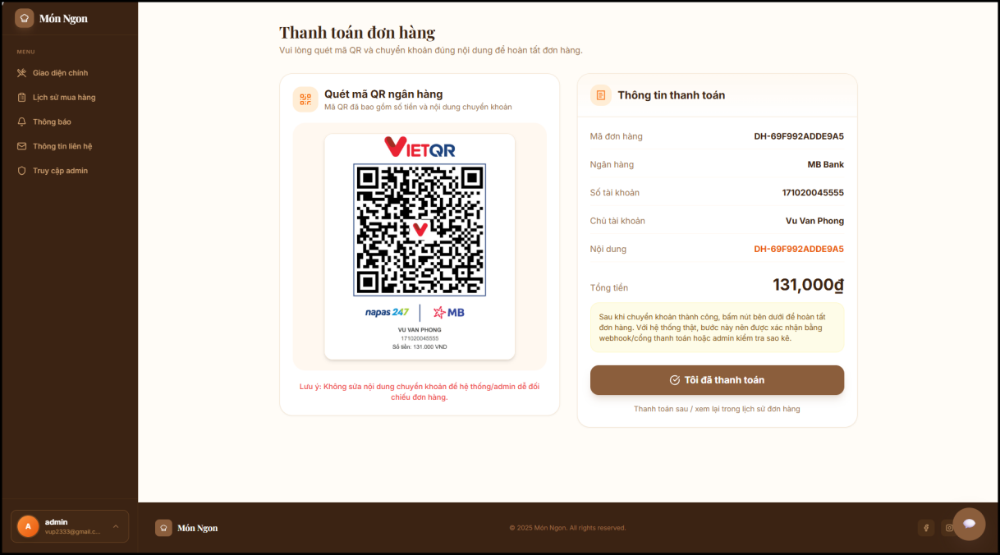 Món Ngon
MENU
Giao diện chính
Lịch sử mua hàng
Thông báo
Thông tin liên hệ
Truy cập admin
A
admin
vup2333@gmail.c...
Thanh toán đơn hàng
Vui lòng quét mã QR và chuyển khoản đúng nội dung để hoàn tất đơn hàng.
Quét mã QR ngân hàng
Mã QR đã bao gồm số tiền và nội dung chuyển khoản
VIETQR
napas 247
MB
VU VAN PHONG
171020045555
Số tiền: 131.000 VND
Lưu ý: Không sửa nội dung chuyển khoản để hệ thống/admin dễ đối
chiếu đơn hàng.
Thông tin thanh toán
Mã đơn hàng DH-69F992ADDE9A5
Ngân hàng MB Bank
Số tài khoản 171020045555
Chủ tài khoản Vu Van Phong
Nội dung DH-69F992ADDE9A5
Tổng tiền 131,000₫
Sau khi chuyển khoản thành công, bấm nút bên dưới để hoàn tất
đơn hàng. Với hệ thống thật, bước này nên được xác nhận bằng
webhook/cổng thanh toán hoặc admin kiểm tra sao kê.
Tôi đã thanh toán
Thanh toán sau / xem lại trong lịch sử đơn hàng
Món Ngon
© 2025 Món Ngon. All rights reserved.